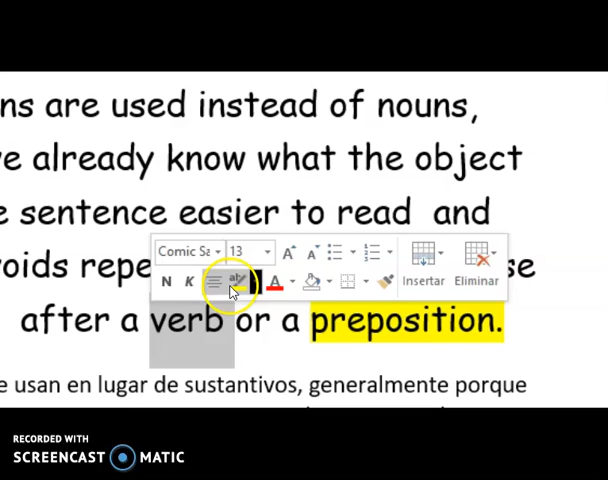 ns are used instead of nouns,
e already know what the object
e sentence easier to read and
oids repe
se
Comic Sa 13
N K Insertar Eliminar
after a verb or a preposition.
e usan en lugar de sustantivos, generalmente porque
RECORDED WITH
SCREENCAST MATIC